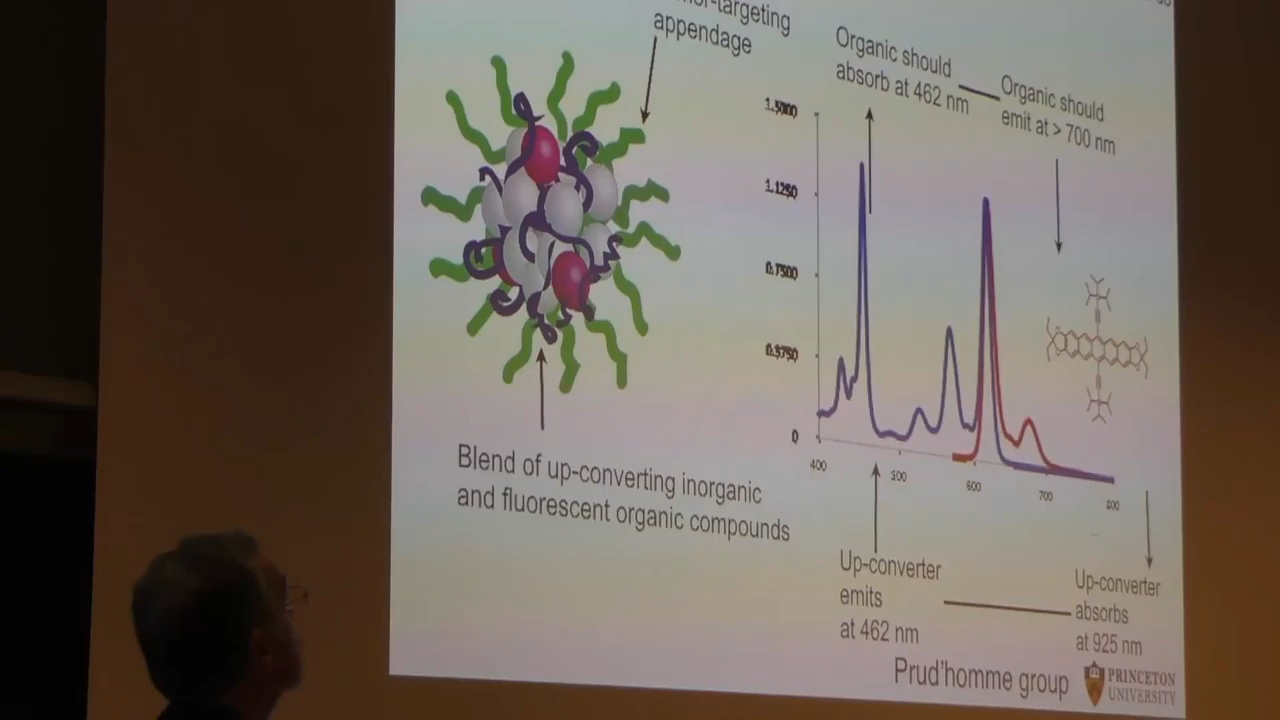 appendage
Organic should
absorb at 462 nm
Organic should
emit at > 700 nm
1.5000
1.1250
0.7500
0.3750
0
400
500
600
700
800
Blend of up-converting inorganic
and fluorescent organic compounds
Up-converter
emits
at 462 nm
Up-converter
absorbs
at 925 nm
Prud'homme group
PRINCETON
UNIVERSITY